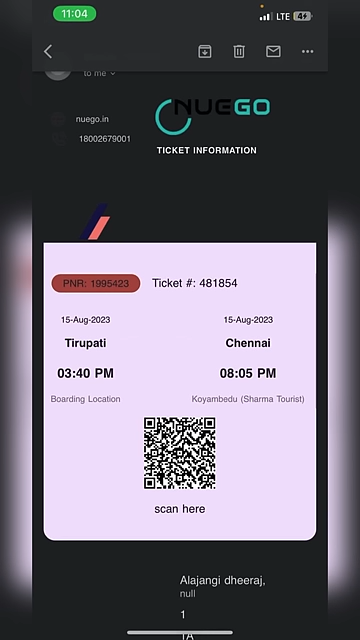 11:04
LTE 4
to me
NUEGO
nuego.in
18002679001
TICKET INFORMATION
PNR: 1995423 Ticket #: 481854
15-Aug-2023 15-Aug-2023
Tirupati Chennai
03:40 PM 08:05 PM
Boarding Location Koyambedu (Sharma Tourist)
scan here
Alajangi dheeraj,
null
1
1A